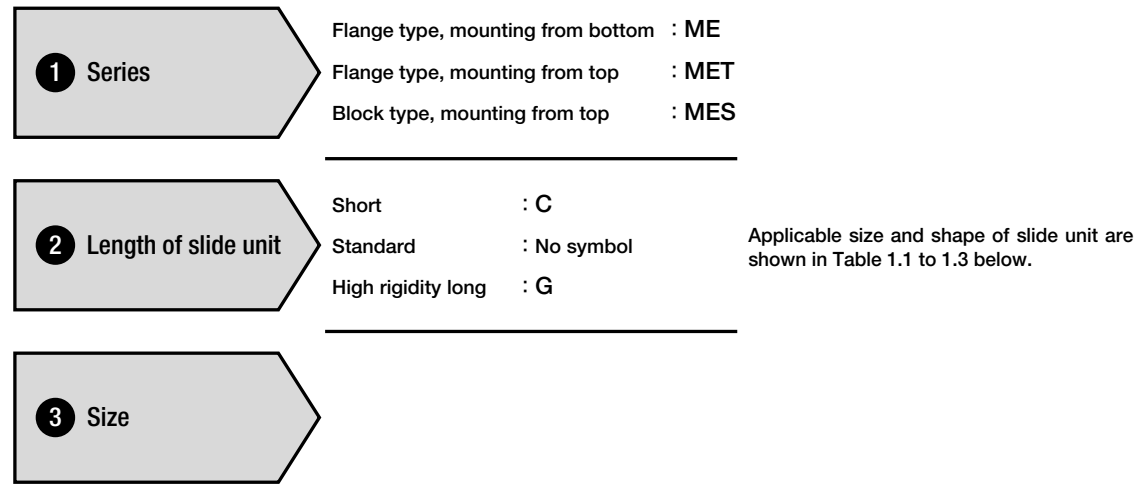 1 Series
Flange type, mounting from bottom : ME
Flange type, mounting from top : MET
Block type, mounting from top : MES
2 Length of slide unit
Short : C
Standard : No symbol
High rigidity long : G
Applicable size and shape of slide unit are
shown in Table 1.1 to 1.3 below.
3 Size